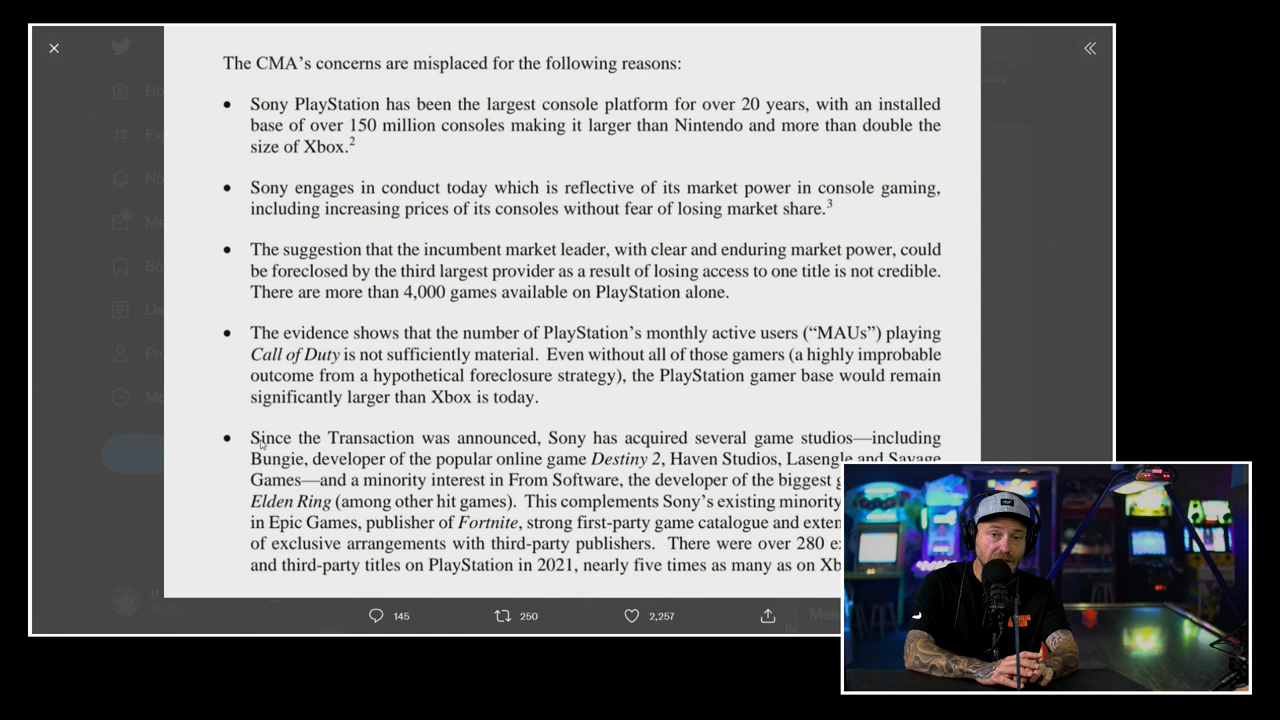 The CMA's concerns are misplaced for the following reasons:
• Sony PlayStation has been the largest console platform for over 20 years, with an installed
base of over 150 million consoles making it larger than Nintendo and more than double the
size of Xbox.2
• Sony engages in conduct today which is reflective of its market power in console gaming,
including increasing prices of its consoles without fear of losing market share.3
• The suggestion that the incumbent market leader, with clear and enduring market power, could
be foreclosed by the third largest provider as a result of losing access to one title is not credible.
There are more than 4,000 games available on PlayStation alone.
• The evidence shows that the number of PlayStation's monthly active users (“MAUs”) playing
Call of Duty is not sufficiently material. Even without all of those gamers (a highly improbable
outcome from a hypothetical foreclosure strategy), the PlayStation gamer base would remain
significantly larger than Xbox is today.
• Since the Transaction was announced, Sony has acquired several game studios—including
Bungie, developer of the popular online game Destiny 2, Haven Studios, Lasengle and Savage
Games—and a minority interest in From Software, the developer of the biggest
Elden Ring (among other hit games). This complements Sony's existing minority
in Epic Games, publisher of Fortnite, strong first-party game catalogue and exten
of exclusive arrangements with third-party publishers. There were over 280 e
and third-party titles on PlayStation in 2021, nearly five times as many as on Xb
145 250 2,257